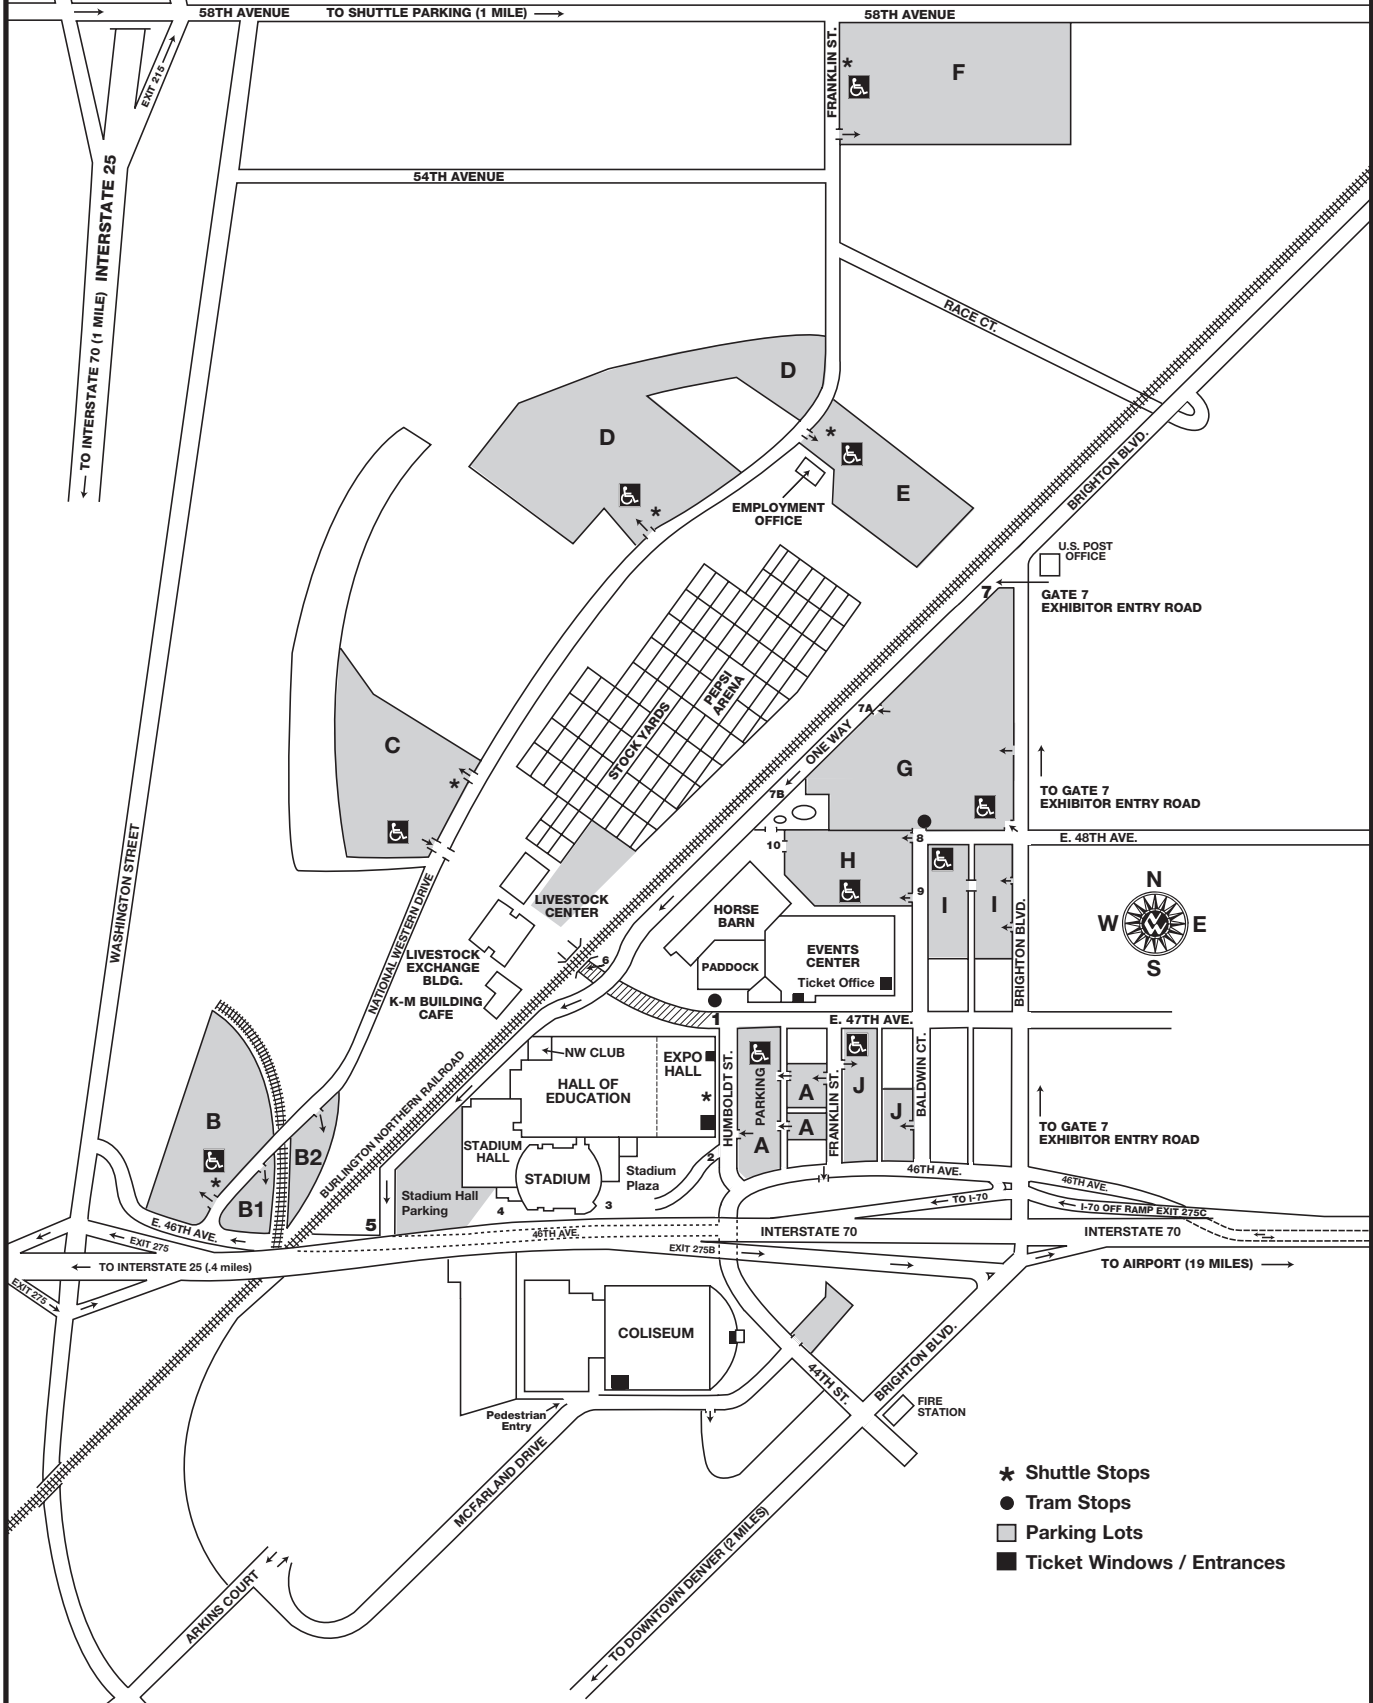 58TH AVENUE
TO SHUTTLE PARKING (1 MILE)
58TH AVENUE
EXIT 215
FRANKLIN ST.
*
F
INTERSTATE 25
TO INTERSTATE 70 (1 MILE)
54TH AVENUE
RACE CT.
D
D
*
*
E
EMPLOYMENT
OFFICE
BRIGHTON BLVD.
U.S. POST
OFFICE
7
GATE 7
EXHIBITOR ENTRY ROAD
PEPSI
ARENA
STOCK YARDS
7A
ONE WAY
7B
C
*
G
TO GATE 7
EXHIBITOR ENTRY ROAD
E. 48TH AVE.
8
10
H
9
I
I
WASHINGTON STREET
NATIONAL WESTERN DRIVE
LIVESTOCK
CENTER
HORSE
BARN
EVENTS
CENTER
PADDOCK
Ticket Office
BRIGHTON BLVD.
N
W
E
S
LIVESTOCK
EXCHANGE
BLDG.
6
K-M BUILDING
CAFE
1
E. 47TH AVE.
NW CLUB
EXPO
HALL
HALL OF
EDUCATION
*
HUMBOLDT ST.
PARKING
A
A
A
FRANKLIN ST.
J
J
BALDWIN CT.
TO GATE 7
EXHIBITOR ENTRY ROAD
BURLINGTON NORTHERN RAILROAD
B
*
B2
B1
STADIUM
HALL
STADIUM
Stadium
Plaza
2
3
4
5
Stadium Hall
Parking
46TH AVE.
46TH AVE.
TO I-70
I-70 OFF RAMP EXIT 275C
E. 46TH AVE.
46TH AVE.
INTERSTATE 70
INTERSTATE 70
EXIT 275
EXIT 275B
TO INTERSTATE 25 (.4 miles)
TO AIRPORT (19 MILES)
EXIT 275
COLISEUM
44TH ST.
BRIGHTON BLVD.
FIRE
STATION
Pedestrian
Entry
MCFARLAND DRIVE
ARKINS COURT
TO DOWNTOWN DENVER (2 MILES)
* Shuttle Stops
Tram Stops
Parking Lots
Ticket Windows / Entrances